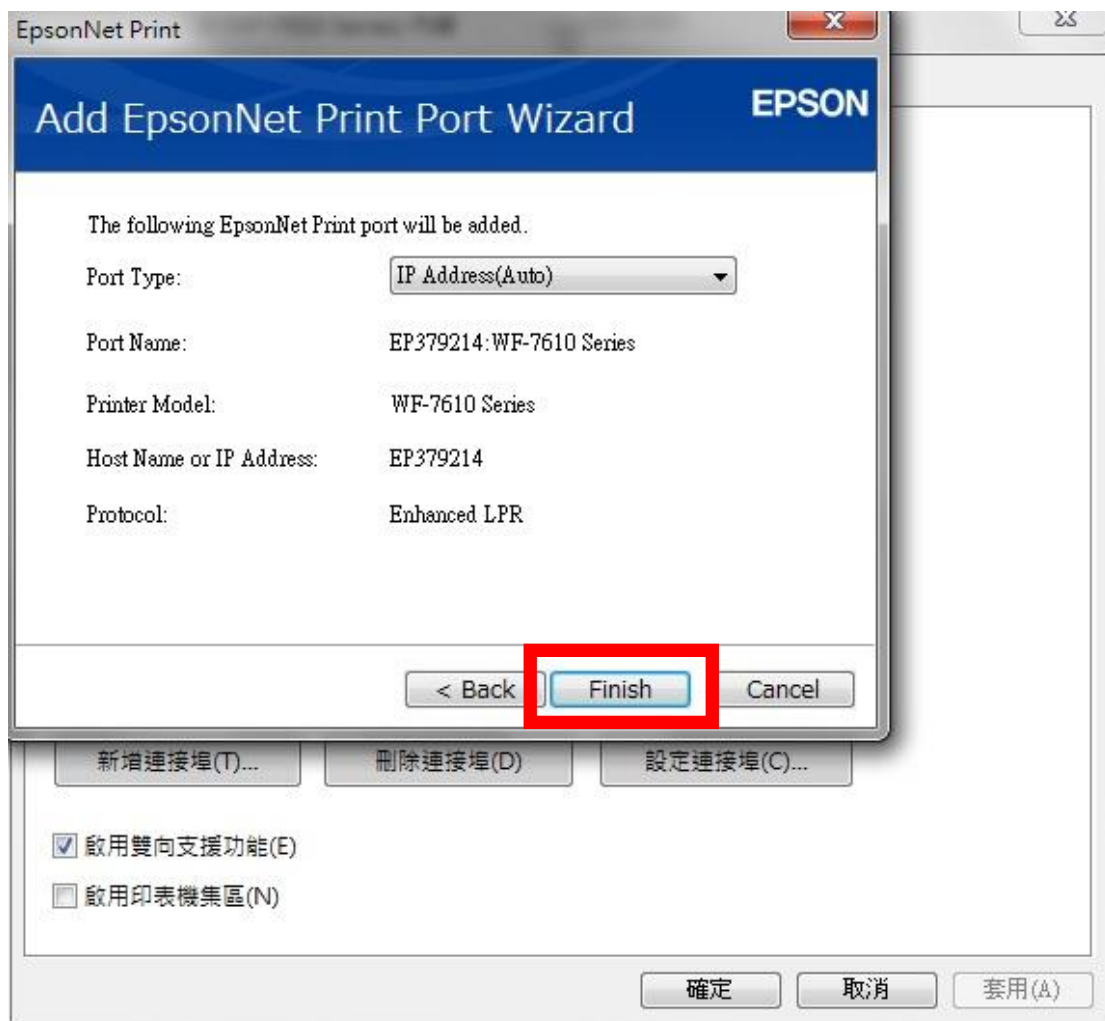 EpsonNet Print
Add EpsonNet Print Port Wizard
EPSON
The following EpsonNet Print port will be added.
Port Type: IP Address(Auto)
Port Name: EP379214:WF-7610 Series
Printer Model: WF-7610 Series
Host Name or IP Address: EP379214
Protocol: Enhanced LPR
< Back Finish Cancel
新增連接埠(T)... 刪除連接埠(D) 設定連接埠(C)...
啟用雙向支援功能(E)
啟用印表機集區(N)
確定 取消 套用(A)